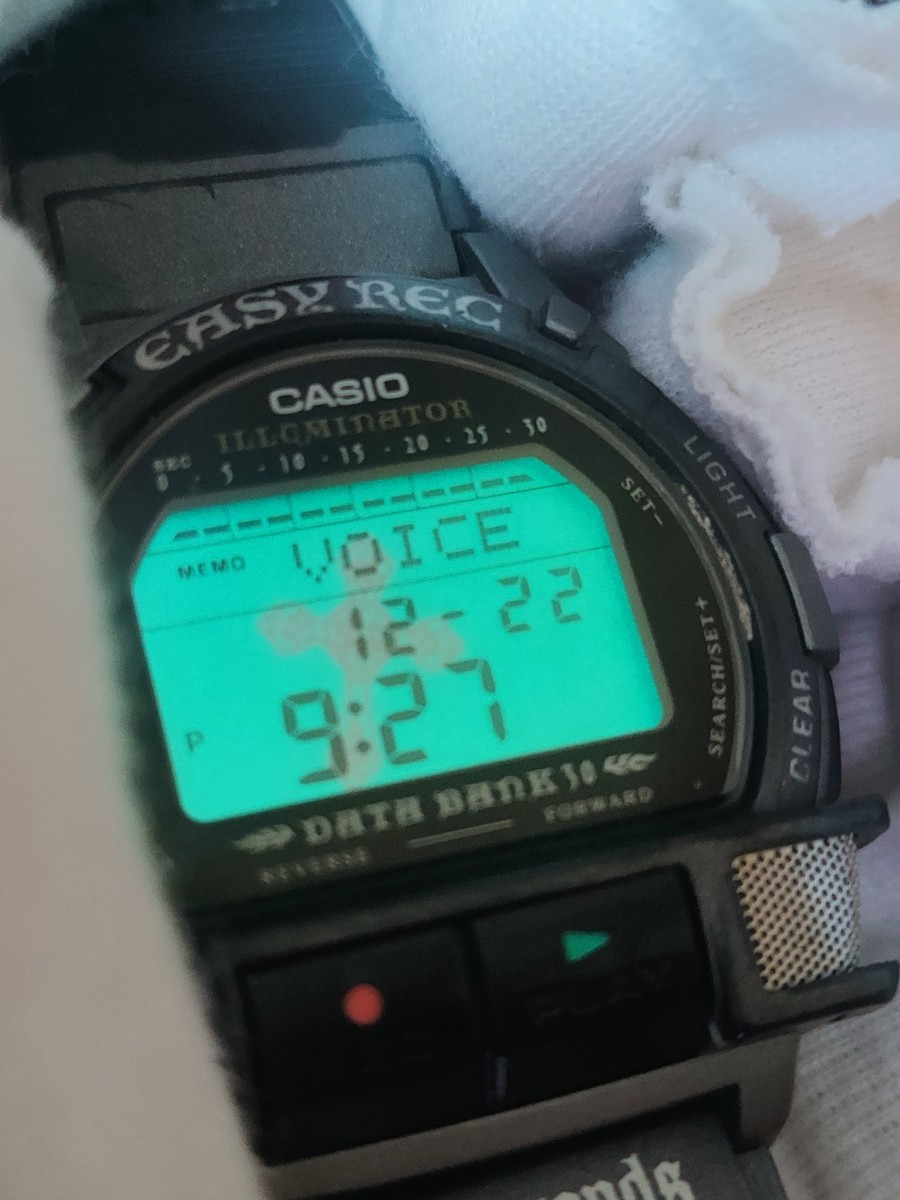 EASY REC
CASIO
ILLUMINATOR
SEC
0 · 5 · 10 · 15 · 20 · 25 · 30
LIGHT
SET-
MEMO VOICE
12-22
P 9:27
SEARCH/SET+
CLEAR
DATA BANK 30
REVERSE FORWARD
REC PLAY